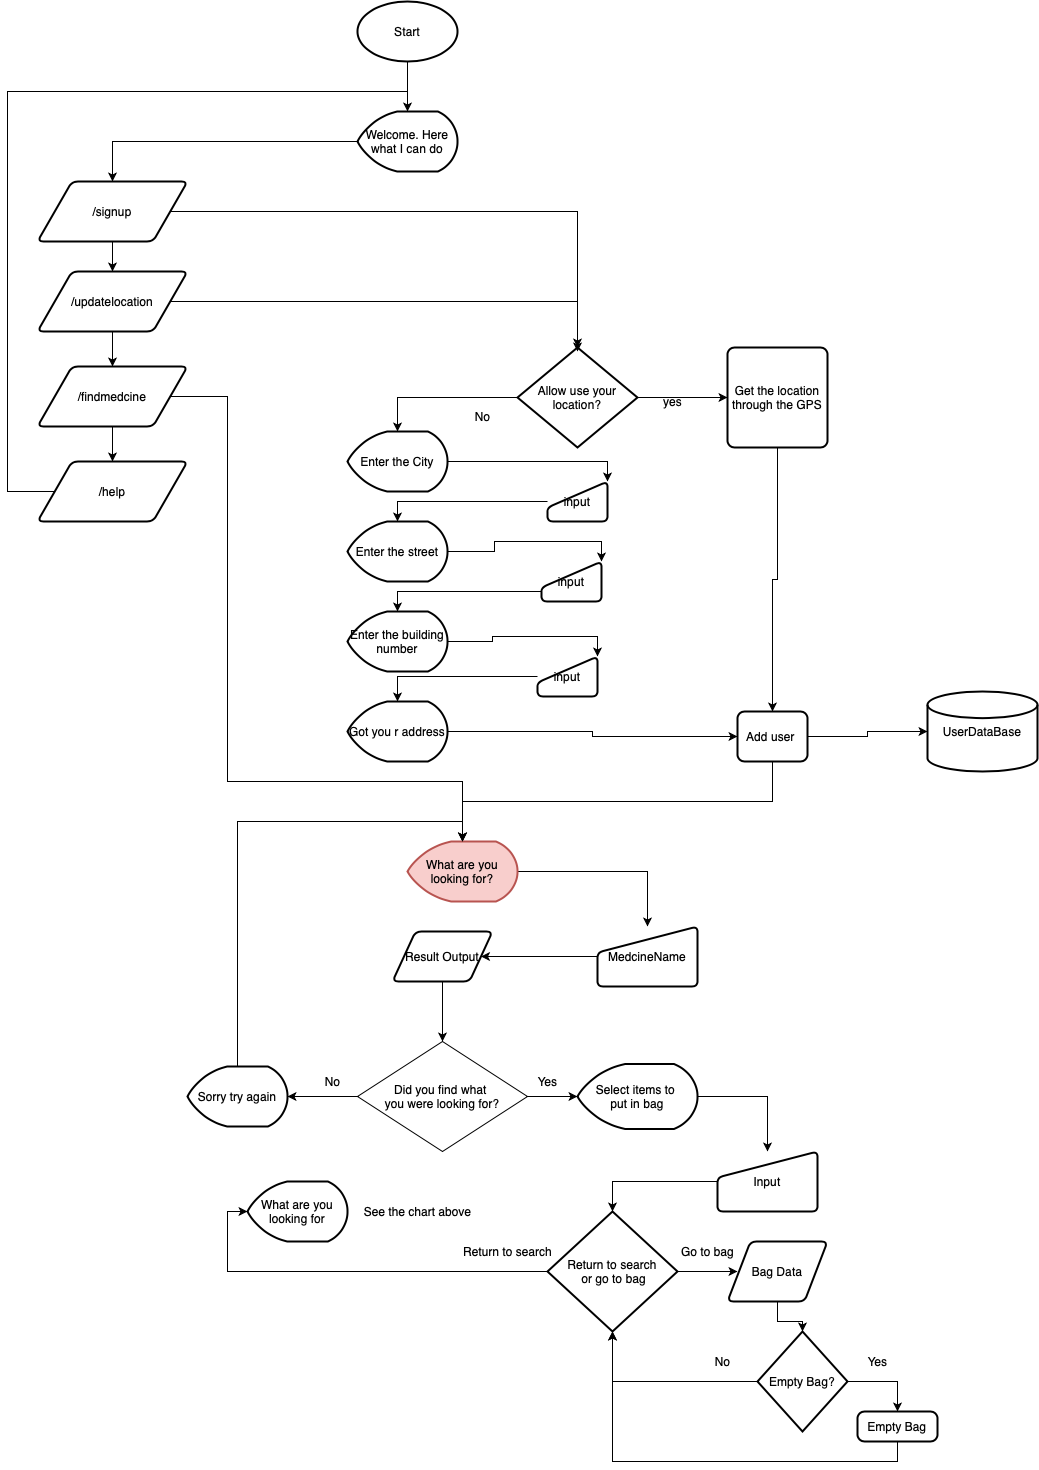 Start
Welcome. Here
what I can do
/signup
/updatelocation
/findmedcine
/help
Allow use your
location?
yes
No
Get the location
through the GPS
Enter the City
input
Enter the street
input
Enter the building
number
input
Got you r address
Add user
UserDataBase
What are you
looking for?
MedcineName
Result Output
Did you find what
you were looking for?
No
Yes
Sorry try again
Select items to
put in bag
Input
What are you
looking for
See the chart above
Return to search
Return to search
or go to bag
Go to bag
Bag Data
Empty Bag?
No
Yes
Empty Bag